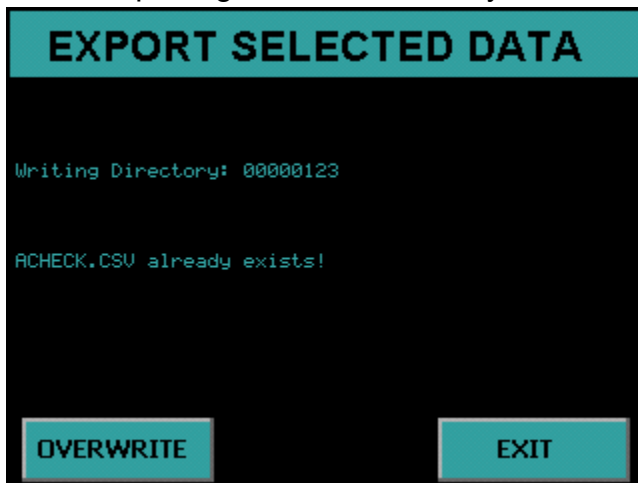 EXPORT SELECTED DATA
Writing Directory: 00000123
ACHECK.CSV already exists!
OVERWRITE
EXIT